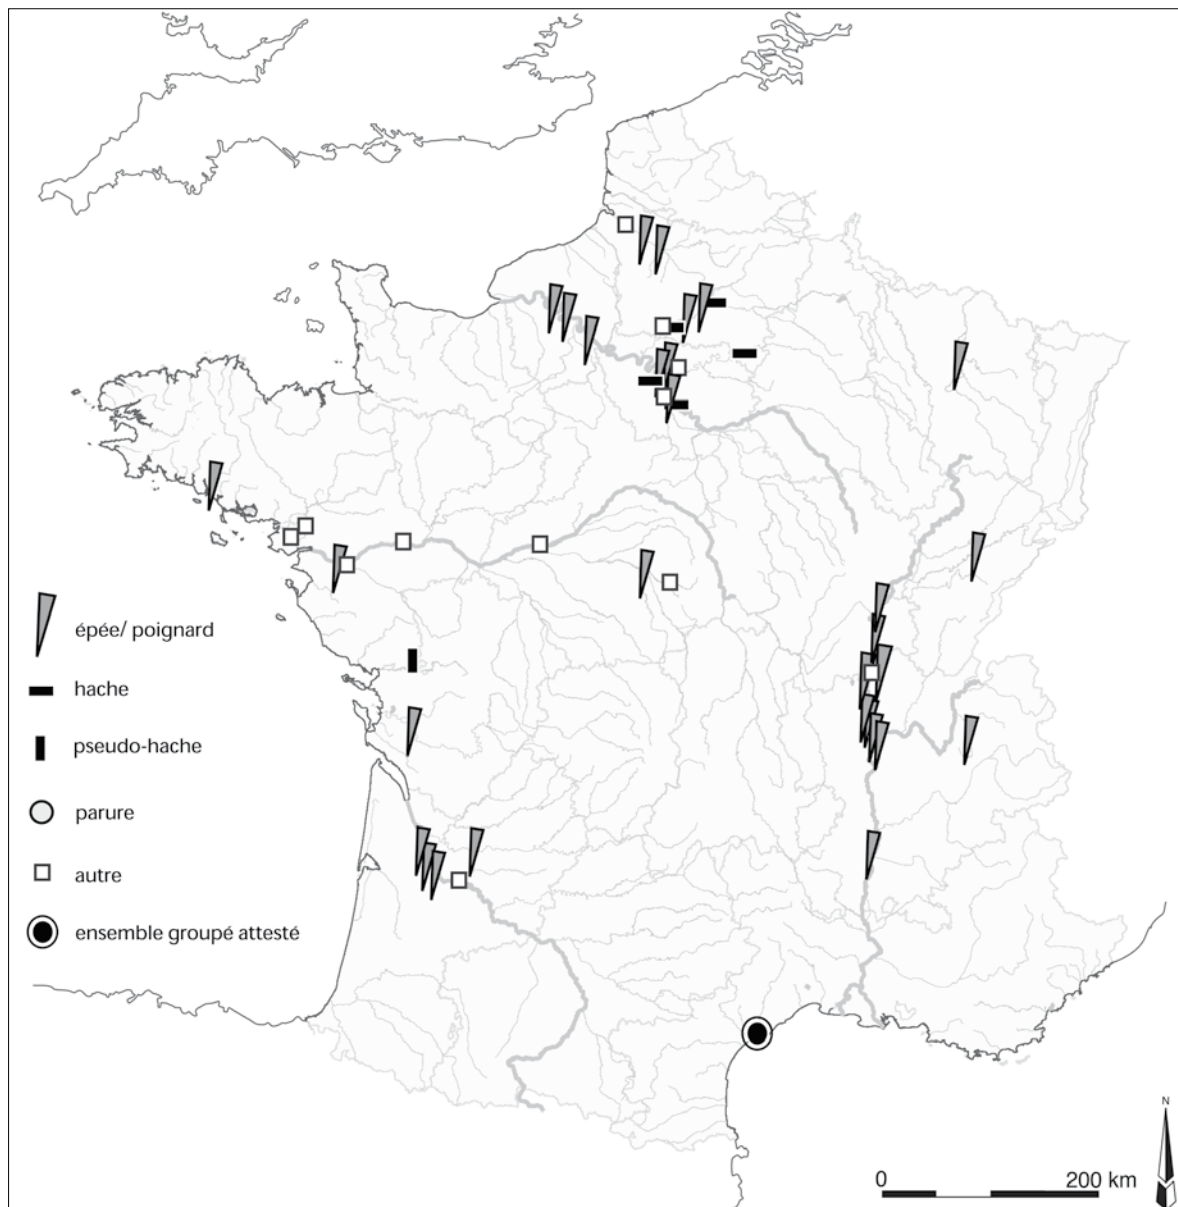 épée/ poignard
hache
pseudo-hache
parure
autre
ensemble groupé attesté
N
0 200 km